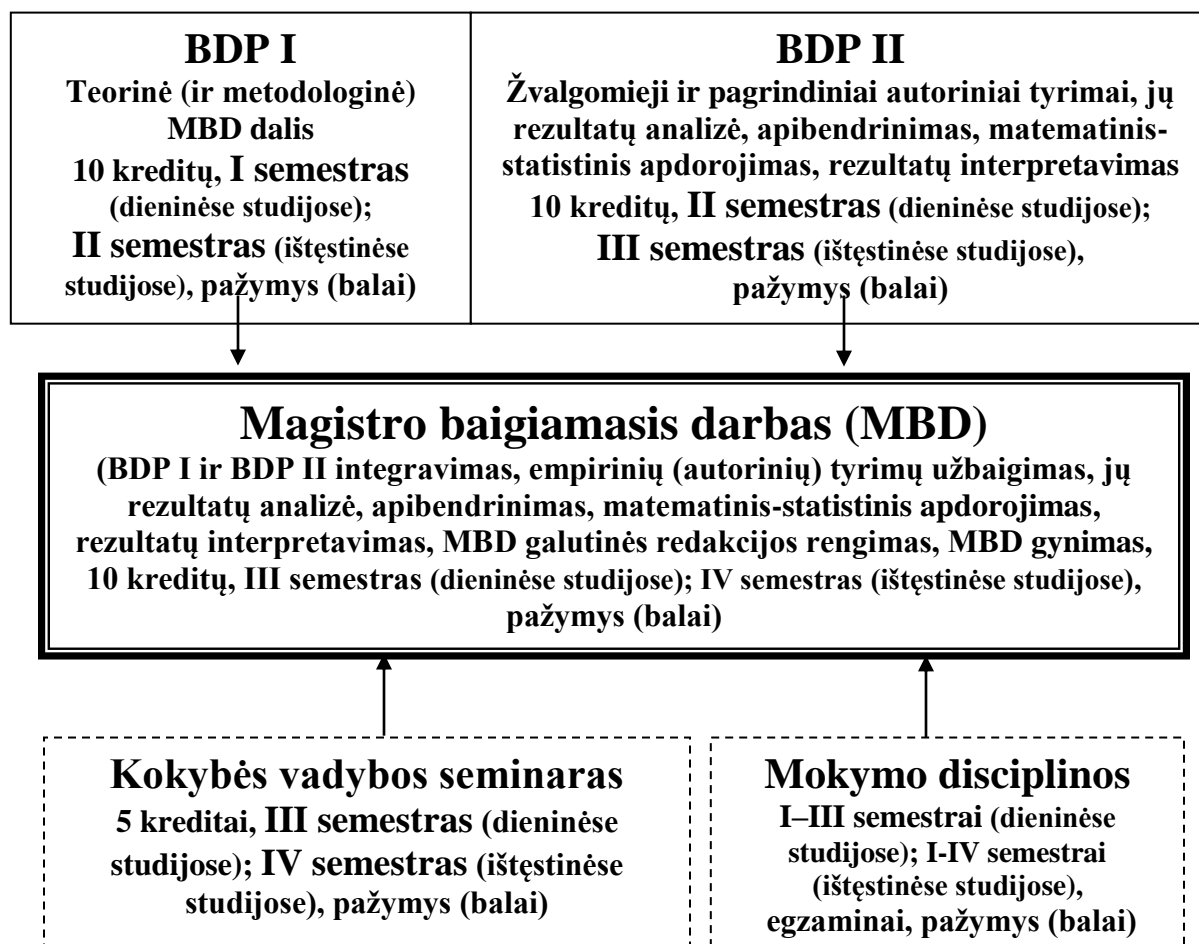 BDP I
Teorinė (ir metodologinė)
MBD dalis
10 kreditų, I semestras
(dieninėse studijose);
II semestras (ištęstinėse
studijose), pažymys (balai)
BDP II
Žvalgomieji ir pagrindiniai autoriniai tyrimai, jų
rezultatų analizė, apibendrinimas, matematinis-
statistinis apdorojimas, rezultatų interpretavimas
10 kreditų, II semestras (dieninėse studijose);
III semestras (ištęstinėse studijose),
pažymys (balai)
Magistro baigiamasis darbas (MBD)
(BDP I ir BDP II integravimas, empirinių (autorinių) tyrimų užbaigimas, jų
rezultatų analizė, apibendrinimas, matematinis-statistinis apdorojimas,
rezultatų interpretavimas, MBD galutinės redakcijos rengimas, MBD gynimas,
10 kreditų, III semestras (dieninėse studijose); IV semestras (ištęstinėse studijose),
pažymys (balai)
Kokybės vadybos seminaras
5 kreditai, III semestras (dieninėse
studijose); IV semestras (ištęstinėse
studijose), pažymys (balai)
Mokymo disciplinos
I–III semestrai (dieninėse
studijose); I-IV semestrai
(ištęstinėse studijose),
egzaminai, pažymys (balai)